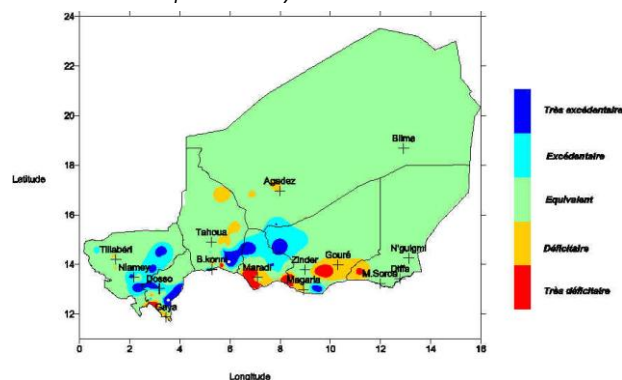 24
22
20
18
16
14
12
Latitude
0 2 4 6 8 10 12 14 16
Longitude
Bilma
Agadez
Tahoua
Tillabéri
N'guigmi
B.konni
Zinder
Gouré
Niamey
Maradi
Diffa
M.Soroa
Dosso
Magaria
Gaya
Très excédentaire
Excédentaire
Equivalent
Déficitaire
Très déficitaire